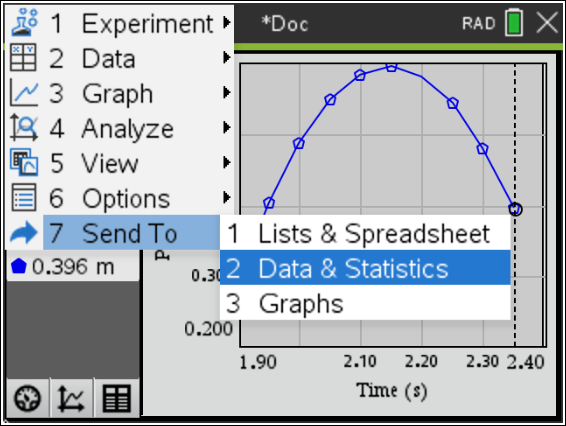 1 Experiment
2 Data
3 Graph
4 Analyze
5 View
6 Options
7 Send To
*Doc
RAD
1 Lists & Spreadsheet
2 Data & Statistics
3 Graphs
0.396 m
P
0.30
0.200
1.90 2.10 2.20 2.30 2.40
Time (s)